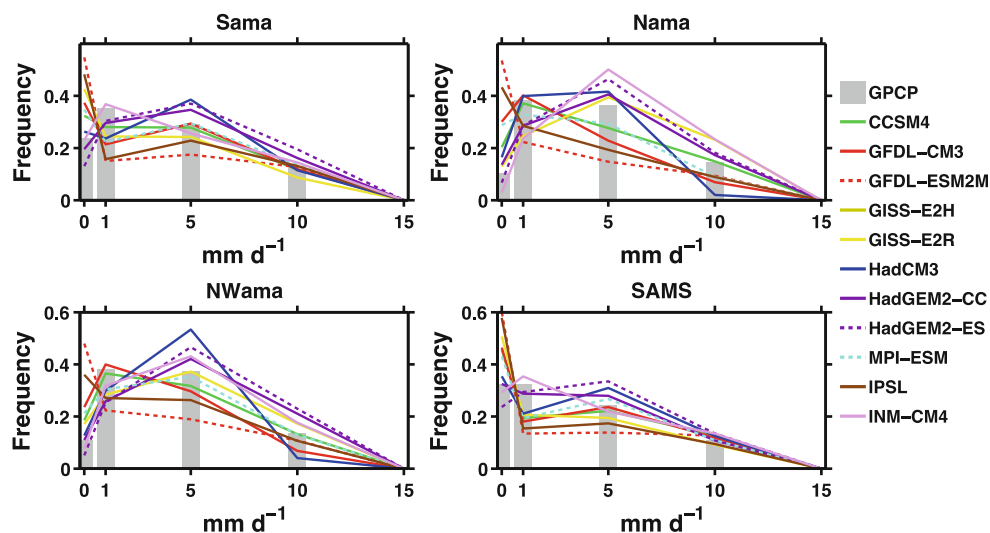 Sama
Frequency
0.4
0.2
0
0 1 5 10 15
mm d⁻¹
Nama
Frequency
0.4
0.2
0
0 1 5 10 15
mm d⁻¹
NWama
Frequency
0.6
0.4
0.2
0
0 1 5 10 15
mm d⁻¹
SAMS
Frequency
0.6
0.4
0.2
0
0 1 5 10 15
mm d⁻¹
GPCP
CCSM4
GFDL–CM3
GFDL–ESM2M
GISS–E2H
GISS–E2R
HadCM3
HadGEM2–CC
HadGEM2–ES
MPI–ESM
IPSL
INM–CM4